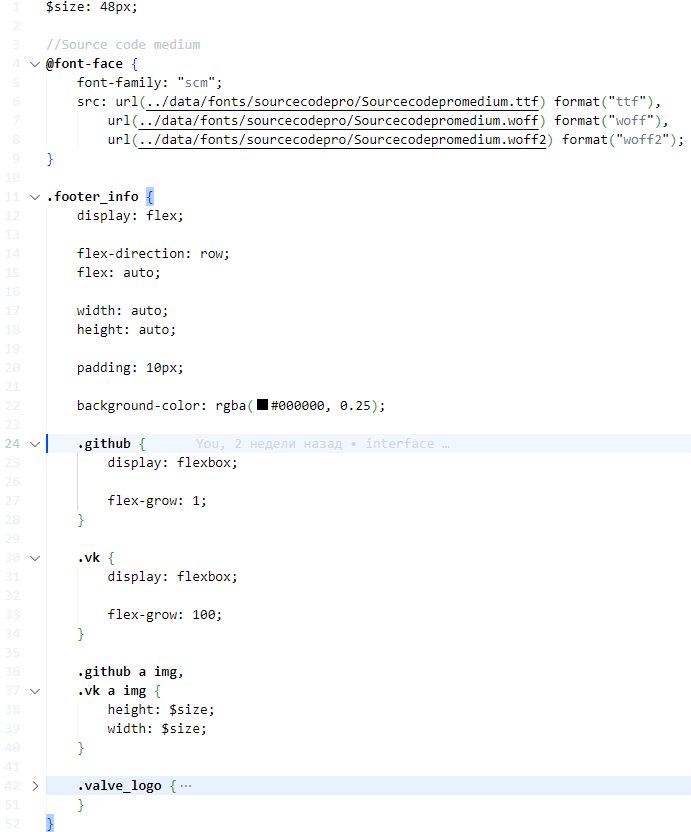 1 $size: 48px;
2
3 //Source code medium
4 @font-face {
5 font-family: "scm";
6 src: url(../data/fonts/sourcecodepro/Sourcecodepromedium.ttf) format("ttf"),
7 url(../data/fonts/sourcecodepro/Sourcecodepromedium.woff) format("woff"),
8 url(../data/fonts/sourcecodepro/Sourcecodepromedium.woff2) format("woff2");
9 }
10
11 .footer_info {
12 display: flex;
13
14 flex-direction: row;
15 flex: auto;
16
17 width: auto;
18 height: auto;
19
20 padding: 10px;
21
22 background-color: rgba(#000000, 0.25);
23
24 .github { You, 2 недели назад • interface …
25 display: flexbox;
26
27 flex-grow: 1;
28 }
29
30 .vk {
31 display: flexbox;
32
33 flex-grow: 100;
34 }
35
36 .github a img,
37 .vk a img {
38 height: $size;
39 width: $size;
40 }
41
42 .valve_logo { ⋯
51 }
52 }